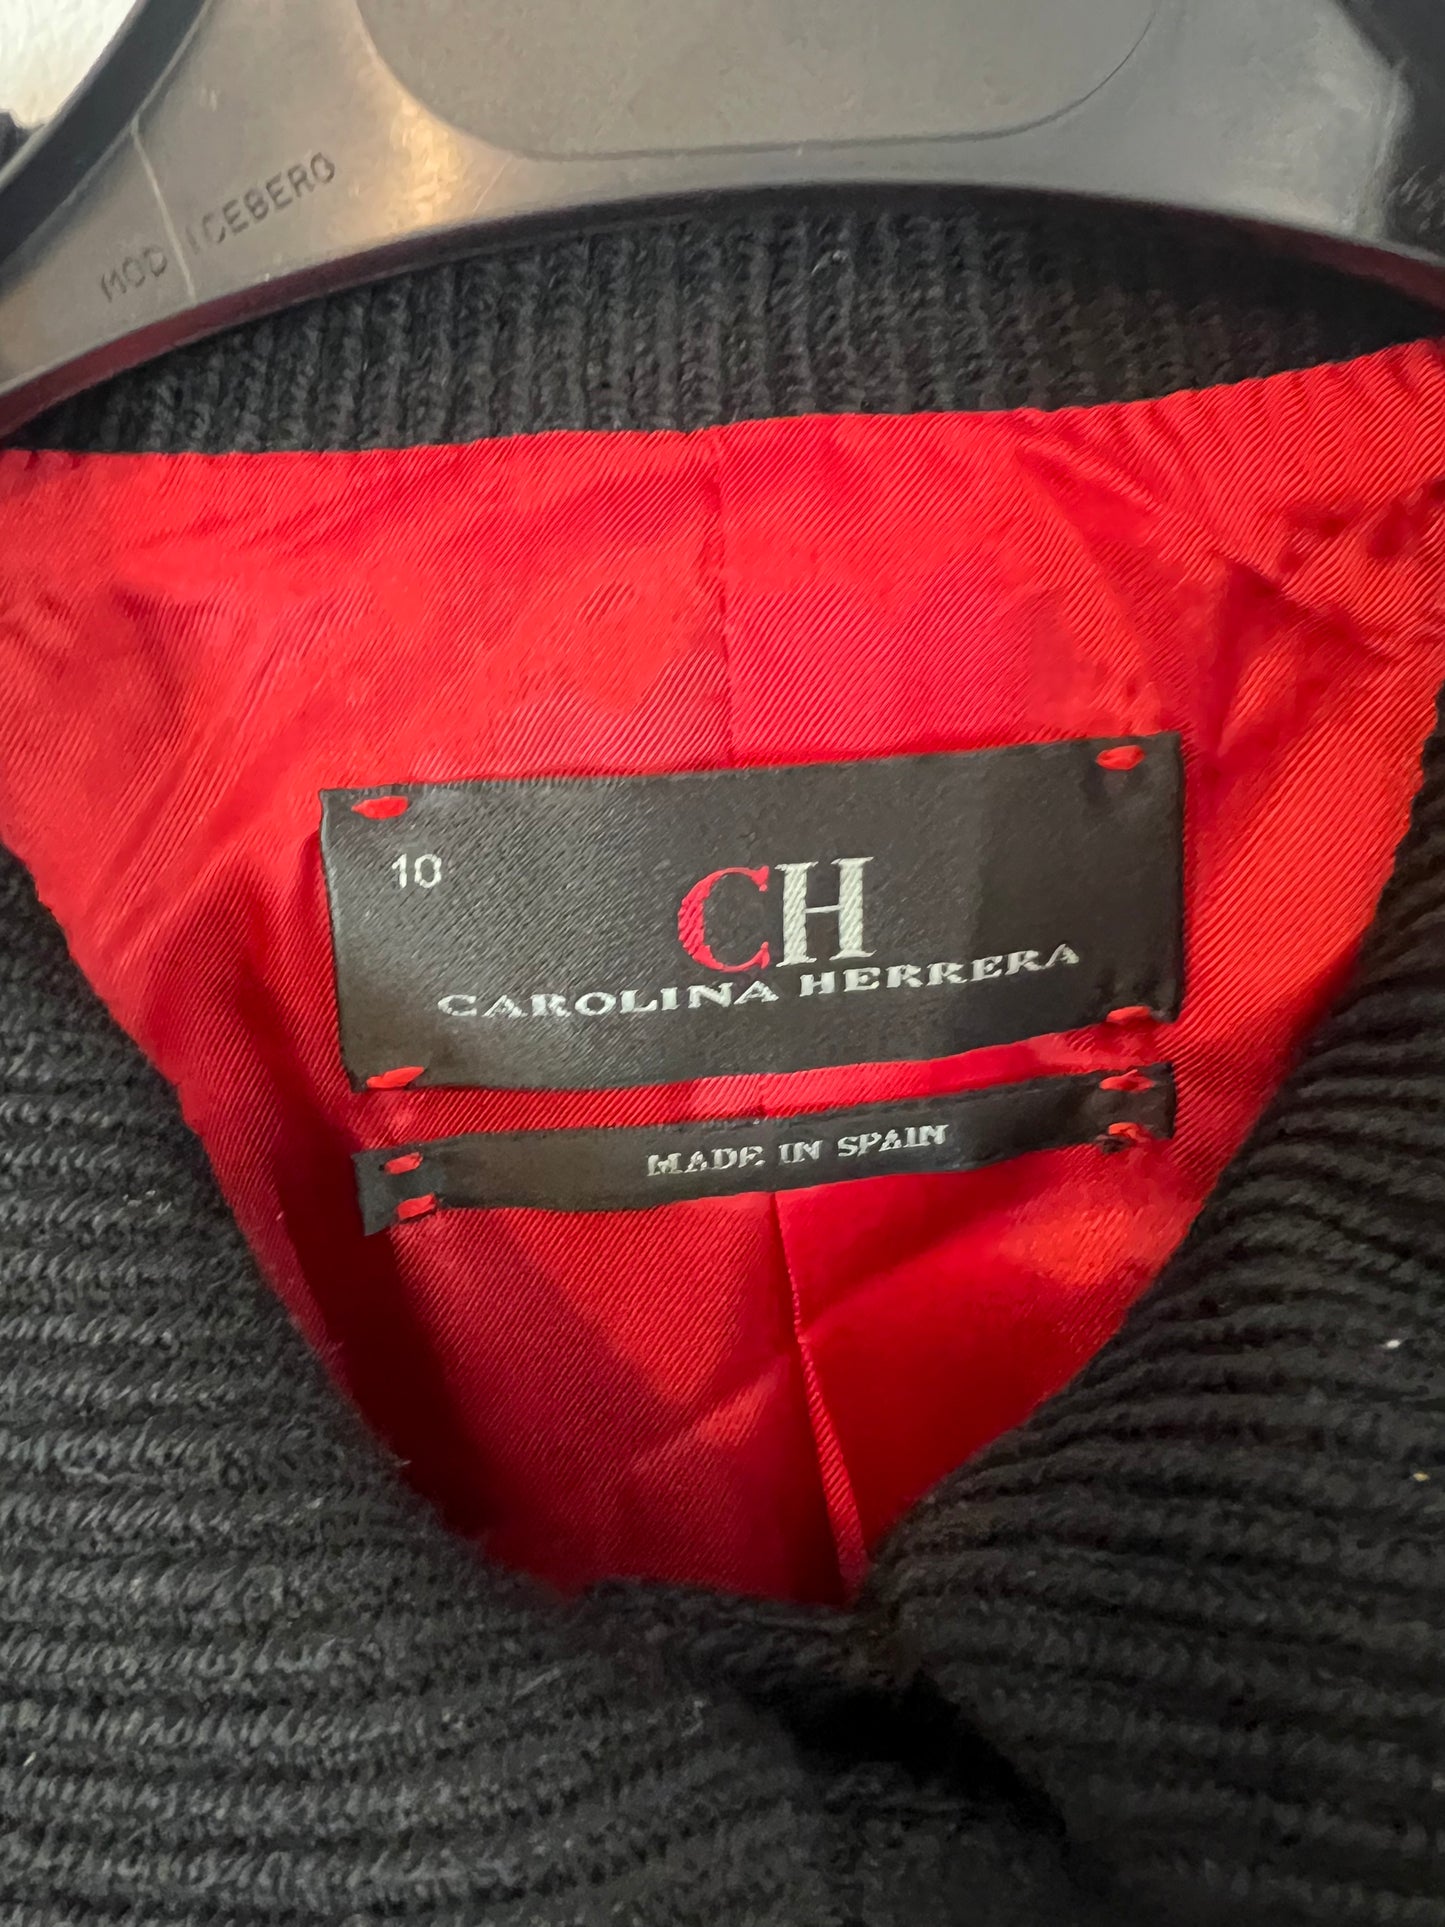 MOD ICEBERG
10
CH
CAROLINA HERRERA
MADE IN SPAIN